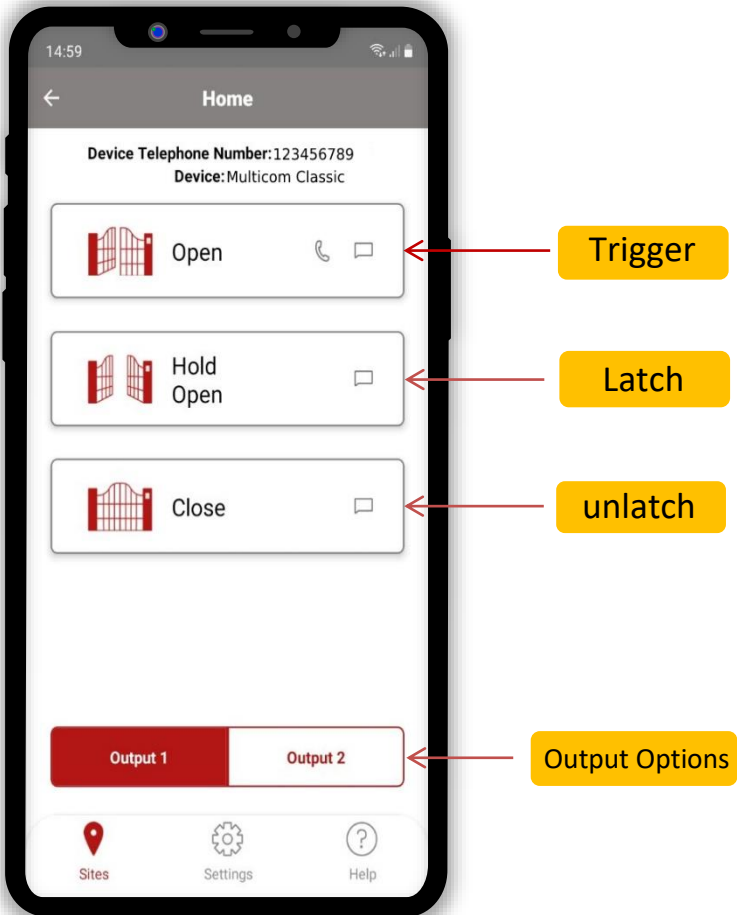 14:59
Home
Device Telephone Number:123456789
Device:Multicom Classic
Open
Trigger
Hold
Open
Latch
Close
unlatch
Output 1
Output 2
Output Options
Sites
Settings
Help